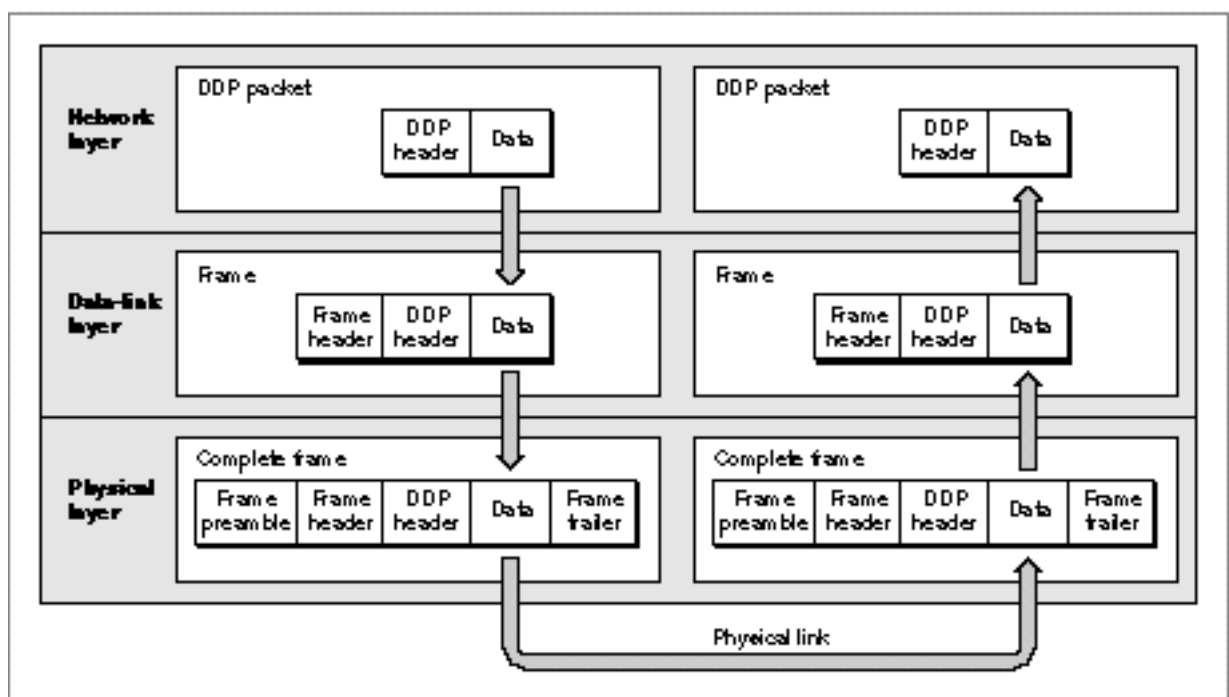 Network
layer
DDP packet
DDP
header
Data
DDP packet
DDP
header
Data
Data-link
layer
Frame
Frame
header
DDP
header
Data
Frame
Frame
header
DDP
header
Data
Physical
layer
Complete frame
Frame
preamble
Frame
header
DDP
header
Data
Frame
trailer
Complete frame
Frame
preamble
Frame
header
DDP
header
Data
Frame
trailer
Physical link